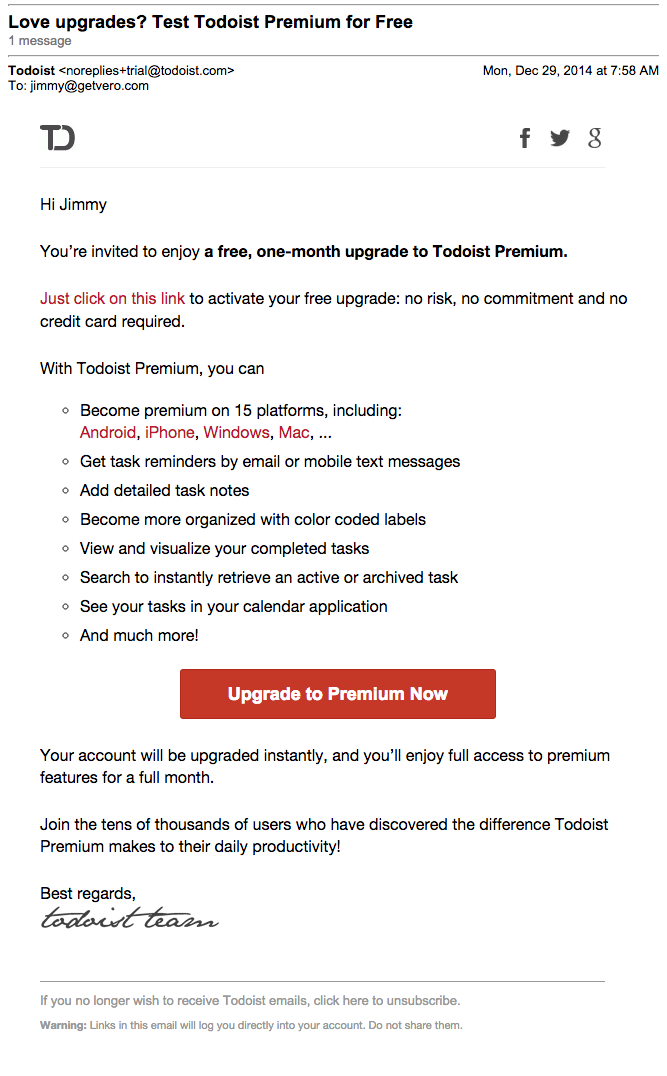 Love upgrades? Test Todoist Premium for Free
1 message
Todoist <noreplies+trial@todoist.com> Mon, Dec 29, 2014 at 7:58 AM
To: jimmy@getvero.com
TD
Hi Jimmy
You’re invited to enjoy a free, one-month upgrade to Todoist Premium.
Just click on this link to activate your free upgrade: no risk, no commitment and no
credit card required.
With Todoist Premium, you can
Become premium on 15 platforms, including:
Android, iPhone, Windows, Mac, ...
Get task reminders by email or mobile text messages
Add detailed task notes
Become more organized with color coded labels
View and visualize your completed tasks
Search to instantly retrieve an active or archived task
See your tasks in your calendar application
And much more!
Upgrade to Premium Now
Your account will be upgraded instantly, and you’ll enjoy full access to premium
features for a full month.
Join the tens of thousands of users who have discovered the difference Todoist
Premium makes to their daily productivity!
Best regards,
todoist team
If you no longer wish to receive Todoist emails, click here to unsubscribe.
Warning: Links in this email will log you directly into your account. Do not share them.